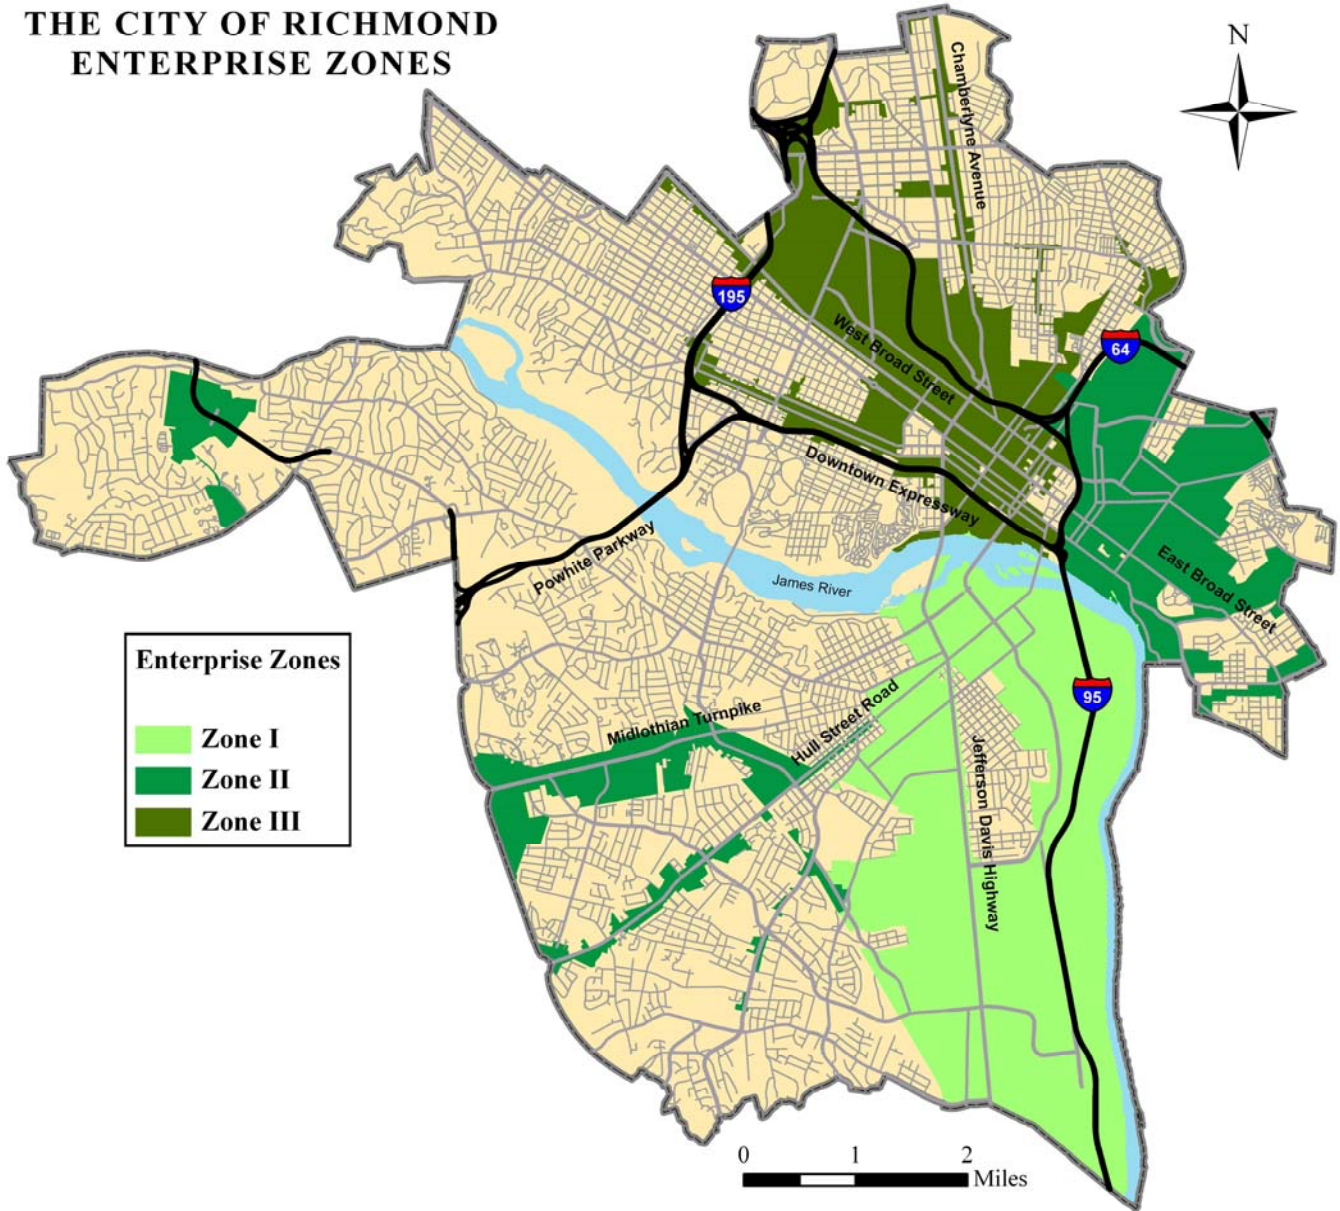 THE CITY OF RICHMOND
ENTERPRISE ZONES
N
Chamberlyne Avenue
195
64
West Broad Street
Downtown Expressway
East Broad Street
Powhite Parkway
James River
Enterprise Zones
Zone I
Zone II
Zone III
95
Midlothian Turnpike
Hull Street Road
Jefferson Davis Highway
0 1 2
Miles